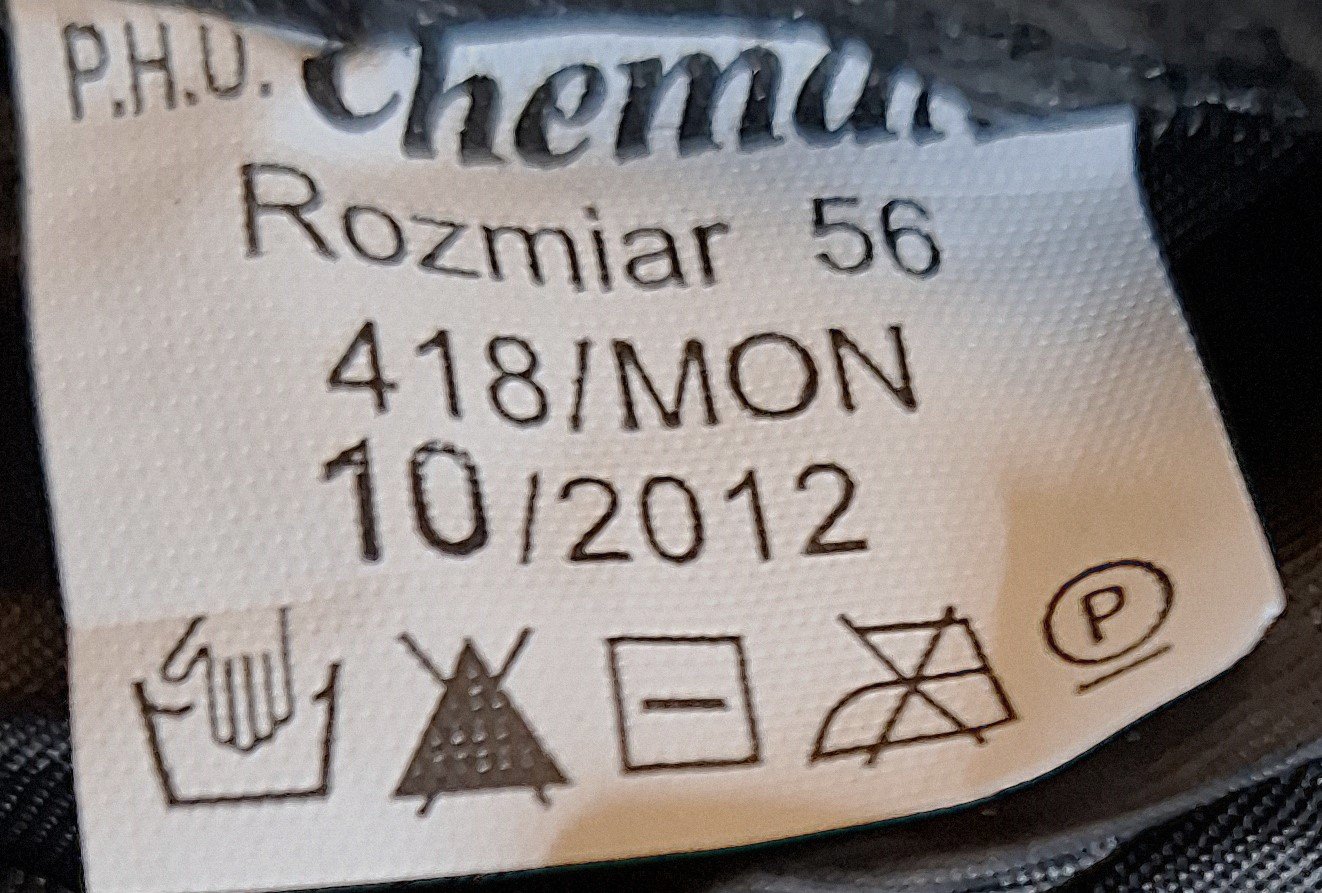 P.H.U.
Rozmiar 56
418/MON
10/2012
P